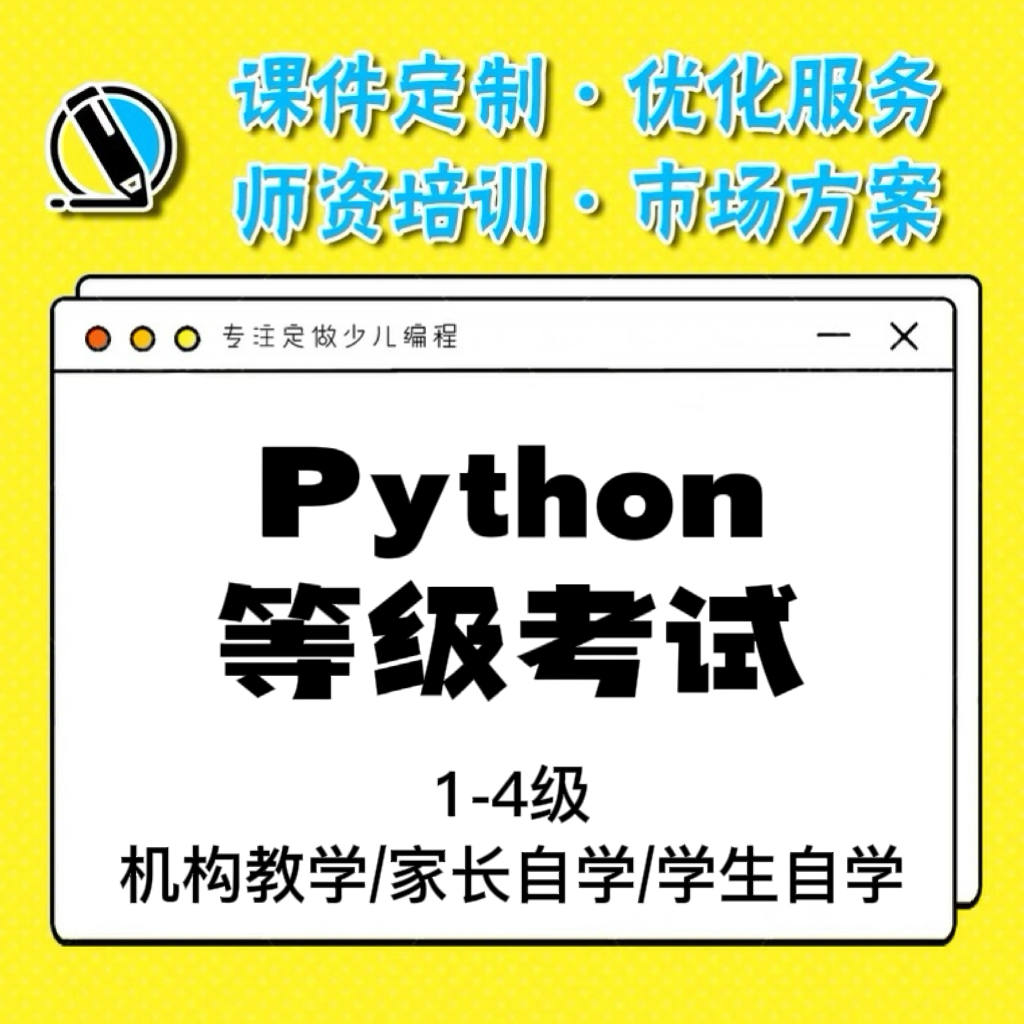 课件定制·优化服务
师资培训·市场方案
专注定做少儿编程
Python
等级考试
1-4级
机构教学/家长自学/学生自学